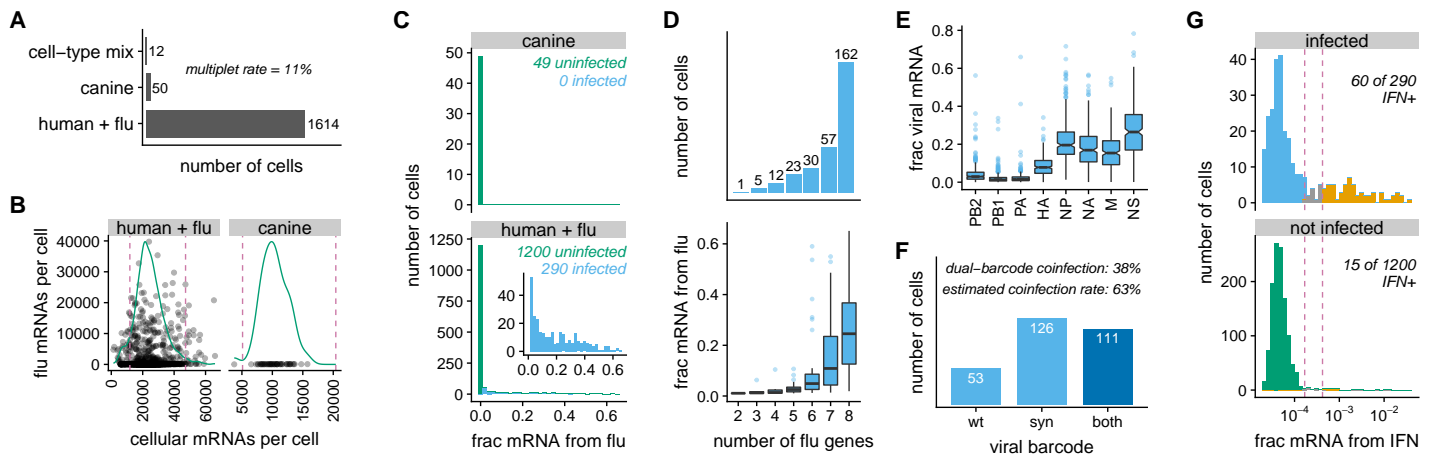 A
cell−type mix
12
multiplet rate = 11%
canine
50
human + flu
1614
number of cells
B
human + flu
canine
flu mRNAs per cell
40000
30000
20000
10000
0
0
20000
40000
60000
5000
10000
15000
20000
cellular mRNAs per cell
C
canine
49 uninfected
0 infected
50
40
30
20
10
0
number of cells
human + flu
1200 uninfected
290 infected
1250
1000
750
500
250
0
40
20
0
0.0
0.2
0.4
0.6
0.0
0.2
0.4
0.6
frac mRNA from flu
D
number of cells
1
5
12
23
30
57
162
frac mRNA from flu
0.6
0.4
0.2
0.0
2
3
4
5
6
7
8
number of flu genes
E
frac viral mRNA
0.8
0.6
0.4
0.2
0.0
PB2
PB1
PA
HA
NP
NA
M
NS
F
dual−barcode coinfection: 38%
estimated coinfection rate: 63%
number of cells
53
126
111
wt
syn
both
viral barcode
G
infected
60 of 290
IFN+
40
30
20
10
0
number of cells
not infected
15 of 1200
IFN+
200
100
0
10−4
10−3
10−2
frac mRNA from IFN